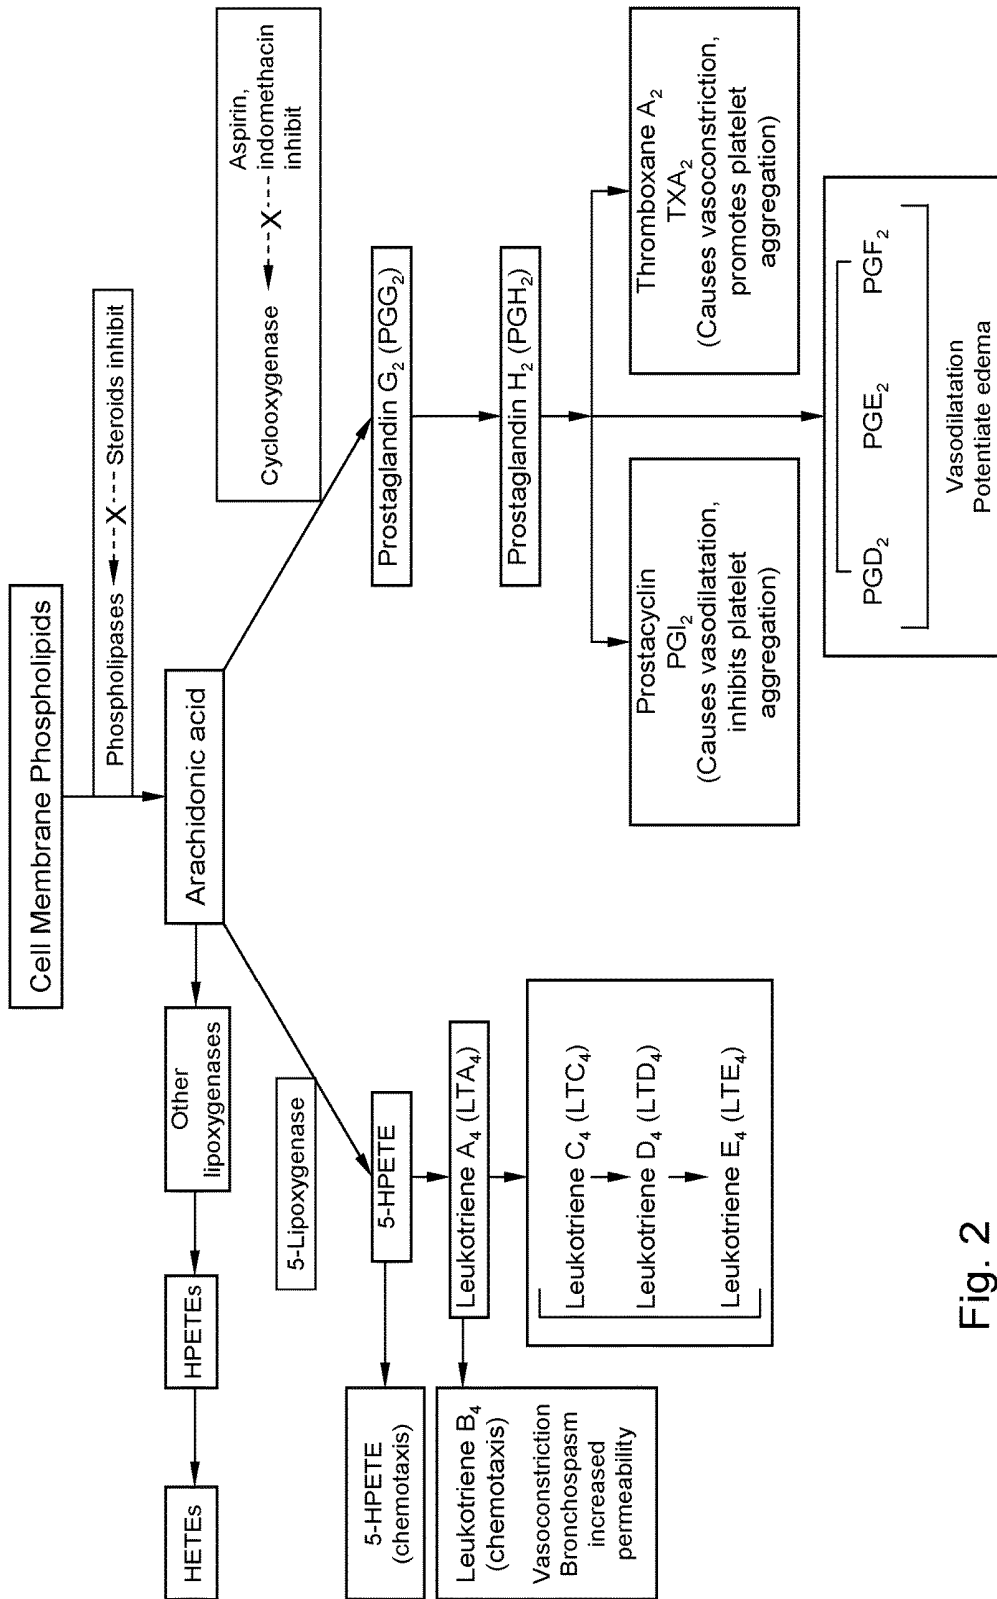 Cell Membrane Phospholipids
Phospholipases ◄---X--- Steroids inhibit
Arachidonic acid
Other
lipoxygenases
HPETEs
HETEs
5-Lipoxygenase
Aspirin,
Cyclooxygenase ◄---X--- indomethacin
inhibit
5-HPETE
5-HPETE
(chemotaxis)
Leukotriene A₄ (LTA₄)
Leukotriene B₄
(chemotaxis)
Vasoconstriction
Bronchospasm
increased
permeability
Leukotriene C₄ (LTC₄)
Leukotriene D₄ (LTD₄)
Leukotriene E₄ (LTE₄)
Prostaglandin G₂ (PGG₂)
Prostaglandin H₂ (PGH₂)
Prostacyclin
PGI₂
(Causes vasodilatation,
inhibits platelet
aggregation)
Thromboxane A₂
TXA₂
(Causes vasoconstriction,
promotes platelet
aggregation)
PGD₂ PGE₂ PGF₂
Vasodilatation
Potentiate edema
Fig. 2